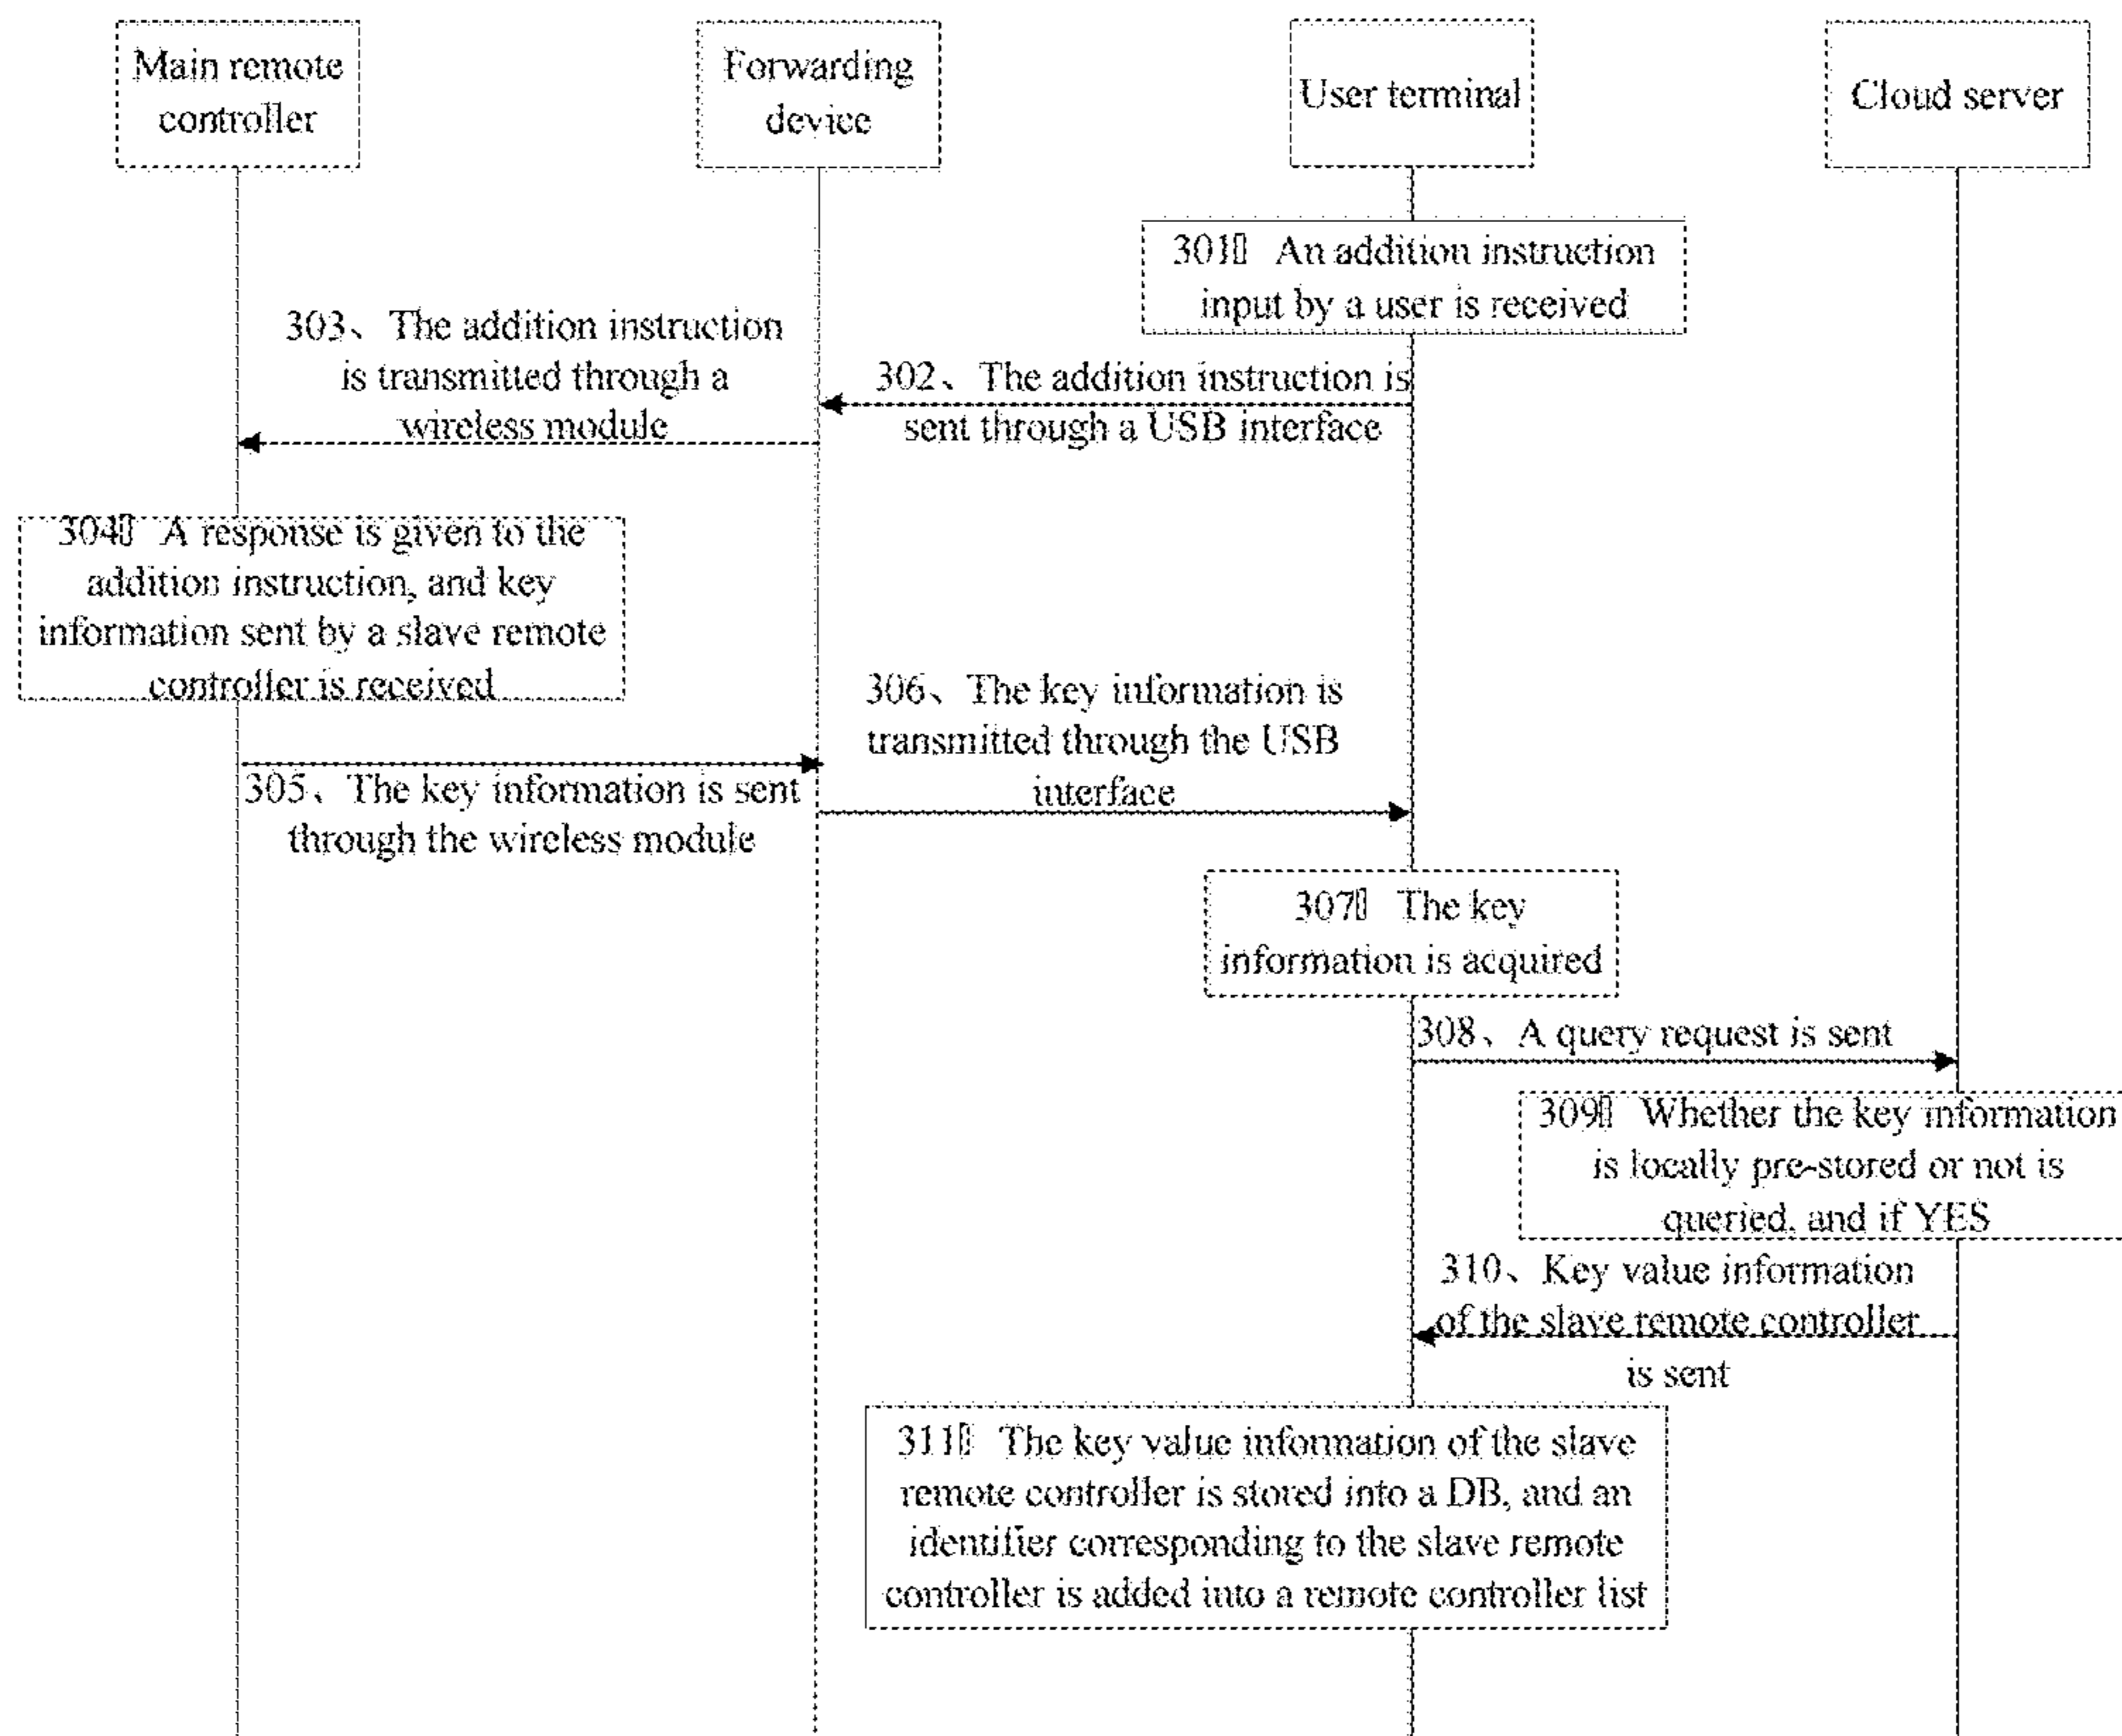 Main remote
controller
Forwarding
device
User terminal
Cloud server
301▯ An addition instruction
input by a user is received
303、The addition instruction
is transmitted through a
wireless module
302、The addition instruction is
sent through a USB interface
304▯ A response is given to the
addition instruction, and key
information sent by a slave remote
controller is received
306、The key information is
transmitted through the USB
interface
305、The key information is sent
through the wireless module
307▯ The key
information is acquired
308、A query request is sent
309▯ Whether the key information
is locally pre-stored or not is
queried, and if YES
310、Key value information
of the slave remote controller
is sent
311▯ The key value information of the slave
remote controller is stored into a DB, and an
identifier corresponding to the slave remote
controller is added into a remote controller list